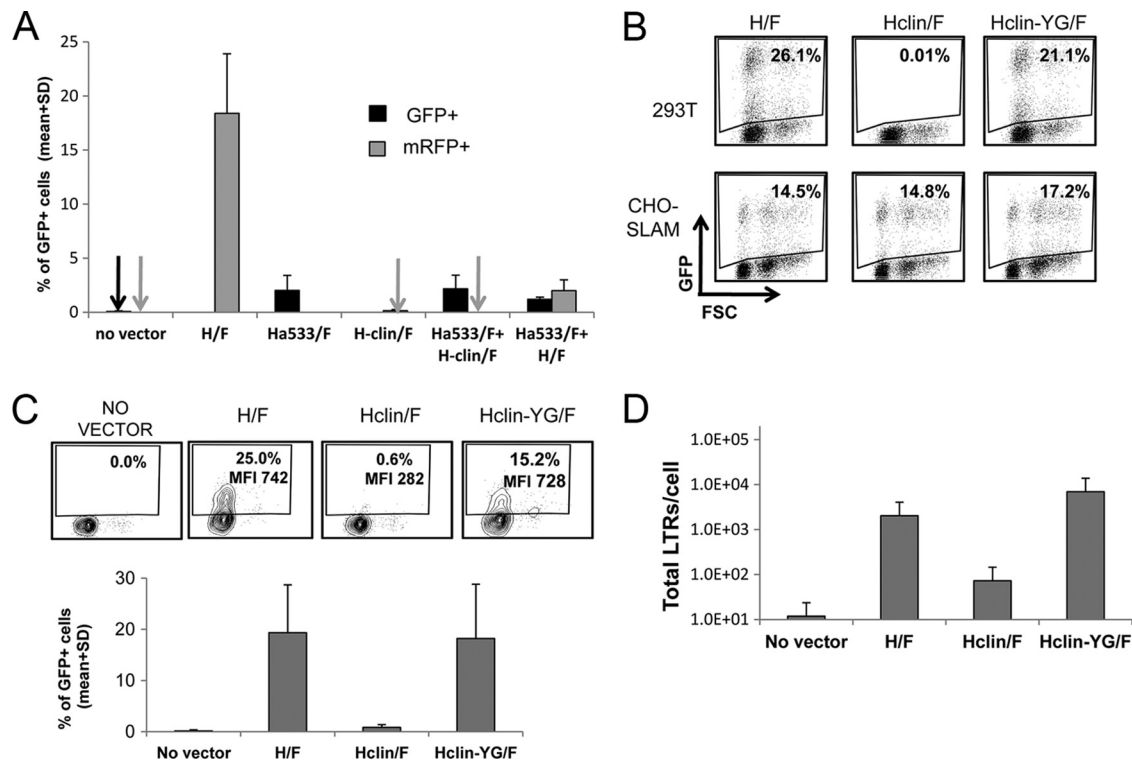 A
% of GFP+ cells (mean+SD)
25
20
15
10
5
0
GFP+
mRFP+
no vector
H/F
Ha533/F
H-clin/F
Ha533/F+
H-clin/F
Ha533/F+
H/F
B
H/F
Hclin/F
Hclin-YG/F
293T
26.1%
0.01%
21.1%
CHO-
SLAM
14.5%
14.8%
17.2%
GFP
FSC
C
NO
VECTOR
H/F
Hclin/F
Hclin-YG/F
0.0%
25.0%
MFI 742
0.6%
MFI 282
15.2%
MFI 728
% of GFP+ cells
(mean+SD)
30
20
10
0
No vector
H/F
Hclin/F
Hclin-YG/F
D
Total LTRs/cell
1.0E+05
1.0E+04
1.0E+03
1.0E+02
1.0E+01
No vector
H/F
Hclin/F
Hclin-YG/F